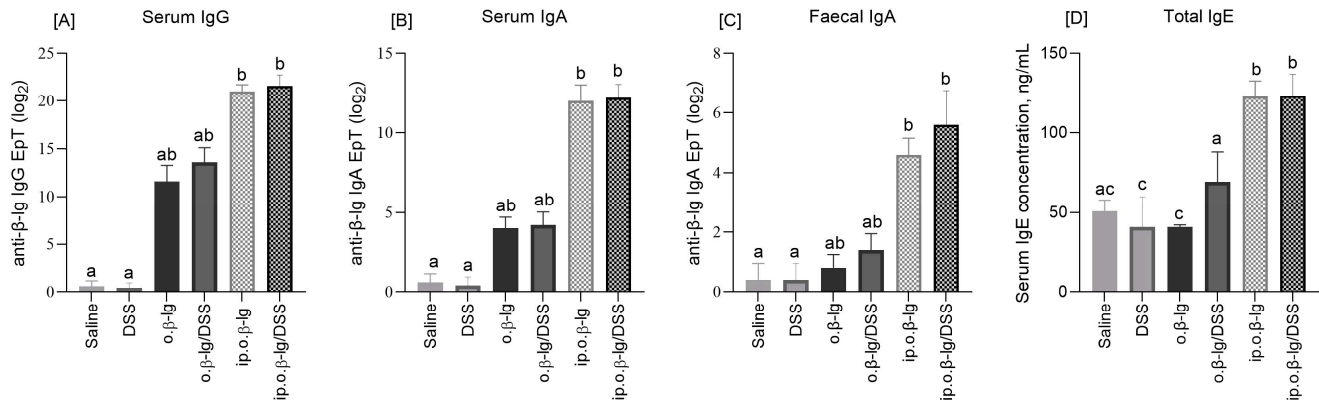 [A] Serum IgG
anti-β-lg IgG EpT (log2)
25
20
15
10
5
0
a
a
ab
ab
b
b
Saline
DSS
o.β-lg
o.β-lg/DSS
ip.o.β-lg
ip.o.β-lg/DSS
[B] Serum IgA
anti-β-lg IgA EpT (log2)
15
10
5
0
a
a
ab
ab
b
b
Saline
DSS
o.β-lg
o.β-lg/DSS
ip.o.β-lg
ip.o.β-lg/DSS
[C] Faecal IgA
anti-β-lg IgA EpT (log2)
8
6
4
2
0
a
a
ab
ab
b
b
Saline
DSS
o.β-lg
o.β-lg/DSS
ip.o.β-lg
ip.o.β-lg/DSS
[D] Total IgE
Serum IgE concentration, ng/mL
150
100
50
0
ac
c
c
a
b
b
Saline
DSS
o.β-lg
o.β-lg/DSS
ip.o.β-lg
ip.o.β-lg/DSS